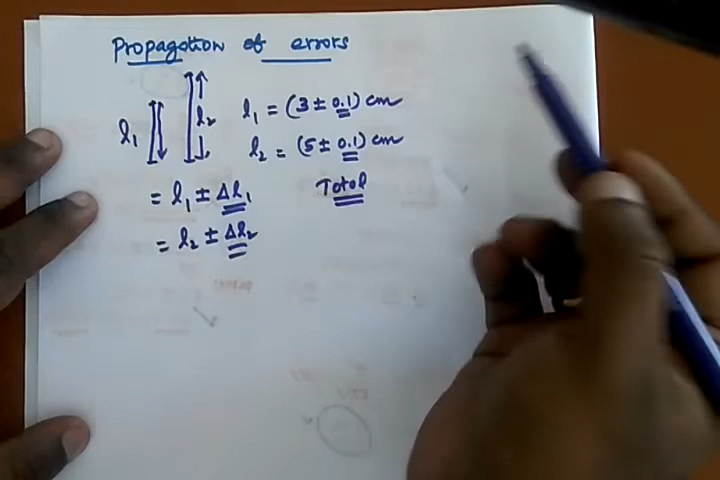 Propagation of errors
l₁ l₂ l₁ = (3 ± 0.1) cm
l₂ = (5 ± 0.1) cm
= l₁ ± Δl₁ Total
= l₂ ± Δl₂